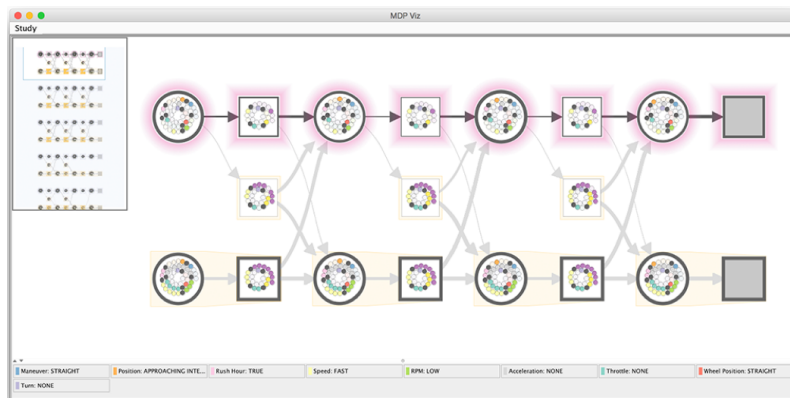 MDP Viz
Study
Maneuver: STRAIGHT Position: APPROACHING INTE... Rush Hour: TRUE Speed: FAST RPM: LOW Acceleration: NONE Throttle: NONE Wheel Position: STRAIGHT
Turn: NONE